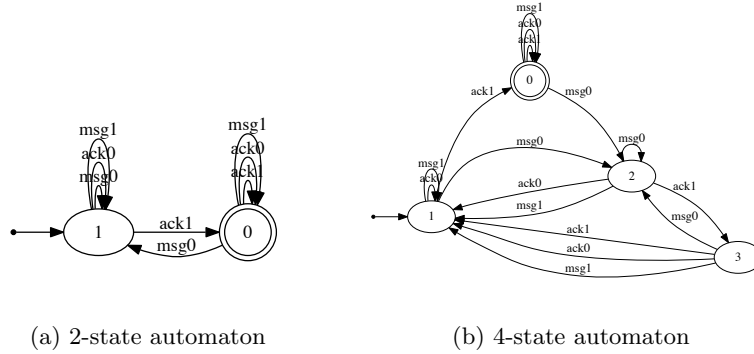 msg1
ack0
msg0
1
msg1
ack0
ack1
0
ack1
msg0
(a) 2-state automaton
msg1
ack0
ack1
0
ack1
msg0
msg1
ack0
1
msg0
msg0
2
ack0
msg1
ack1
msg0
ack1
ack0
msg1
3
(b) 4-state automaton